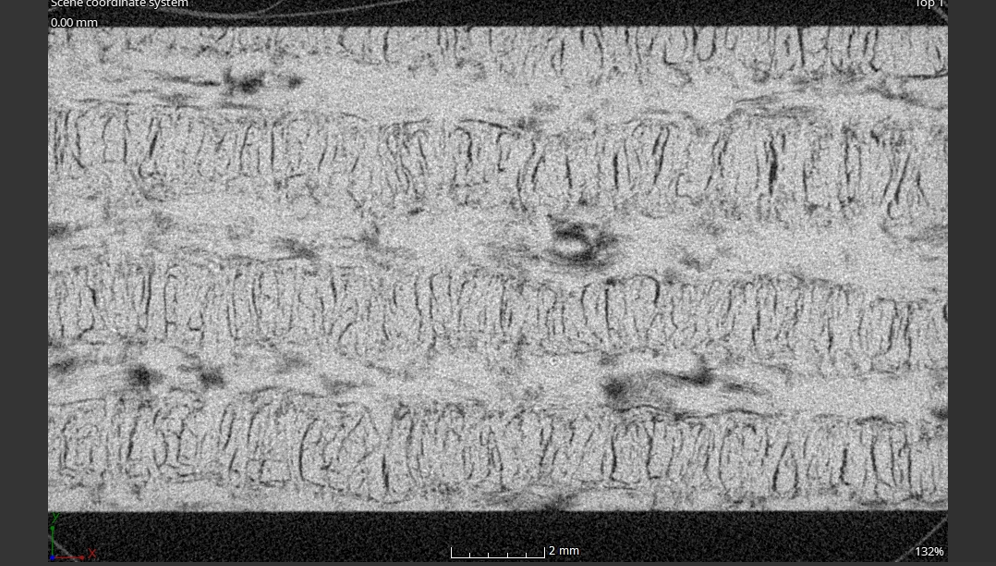 Scene coordinate system
Top 1
0.00 mm
Y
X
2 mm
132%